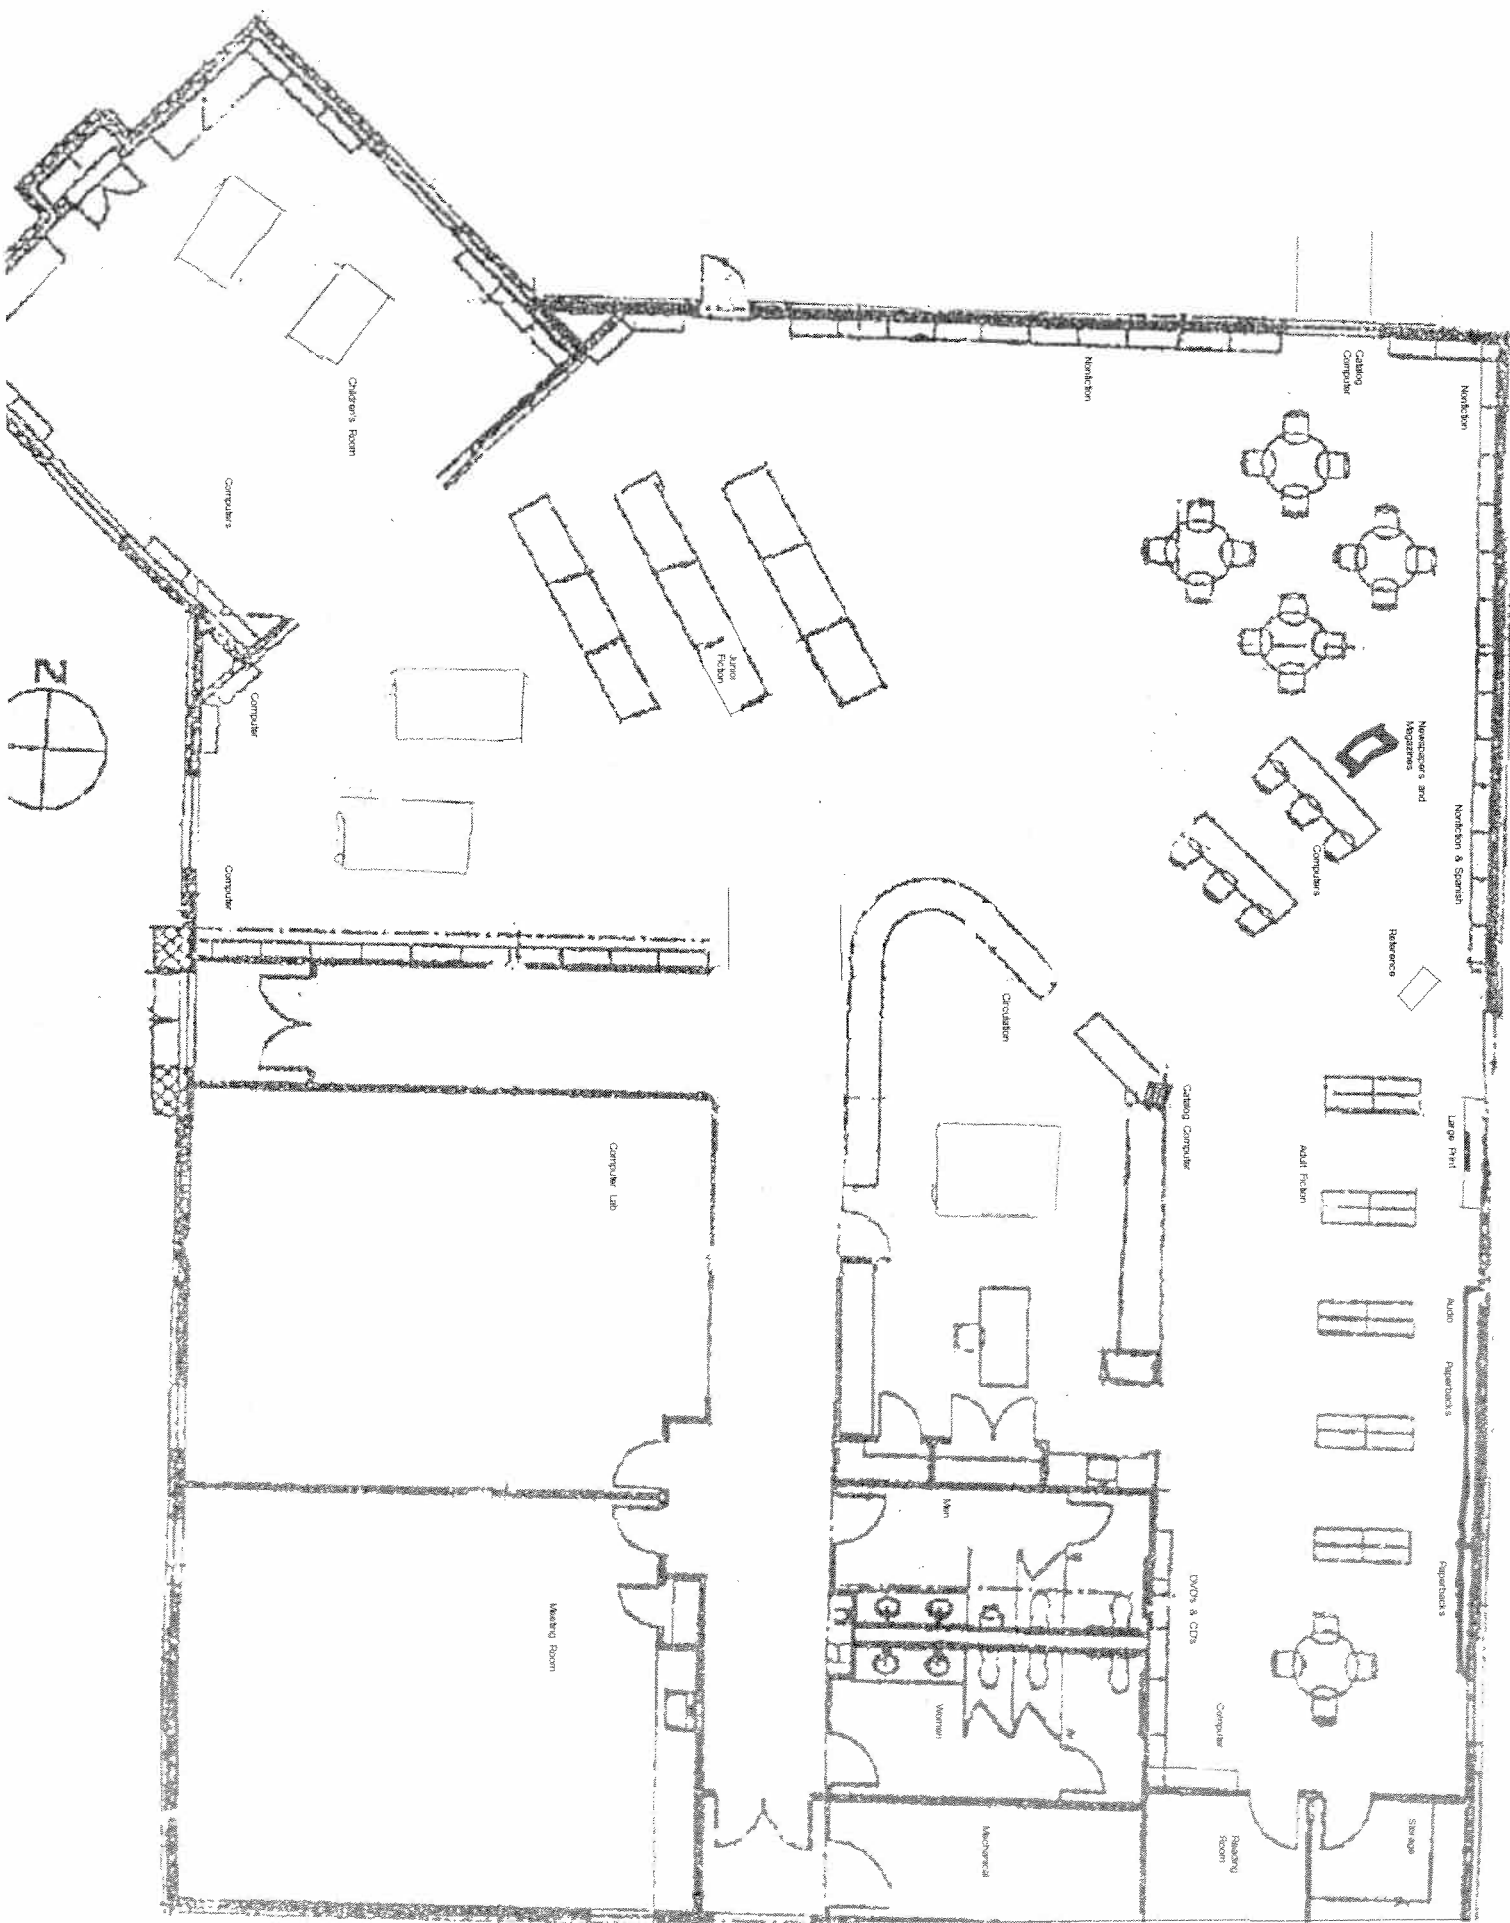 Nonfiction
Catalog
Computer
Nonfiction
Children's Room
Computers
Junior
Fiction
Computer
Newspapers and
Magazines
Nonfiction & Spanish
Computers
Computer
Reference
Circulation
Catalog Computer
Large Print
Adult Fiction
Computer Lab
Audio
Paperbacks
Men
DVD's & CD's
Paperbacks
Meeting Room
Women
Computer
Mechanical
Reading
Room
Storage
N